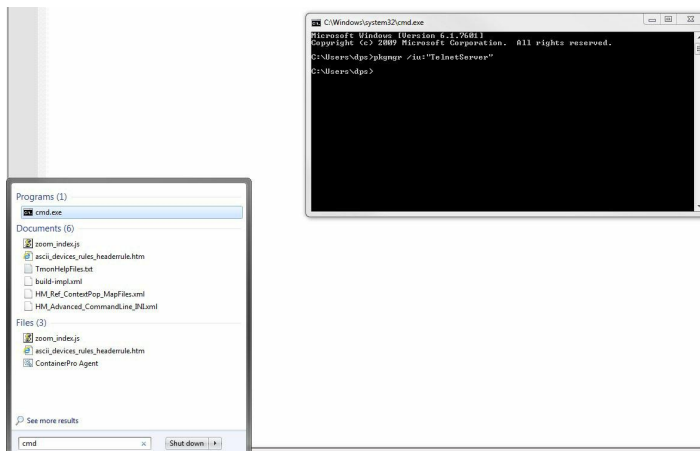 C:\Windows\system32\cmd.exe
Microsoft Windows [Version 6.1.7601]
Copyright (c) 2009 Microsoft Corporation. All rights reserved.
C:\Users\dps>pkgmgr /iu:"TelnetServer"
C:\Users\dps>
Programs (1)
cmd.exe
Documents (6)
zoom_index.js
ascii_devices_rules_headerrule.htm
TmonHelpFiles.txt
build-impl.xml
HM_Ref_ContextPop_MapFiles.xml
HM_Advanced_CommandLine_INI.xml
Files (3)
zoom_index.js
ascii_devices_rules_headerrule.htm
ContainerPro Agent
See more results
cmd
Shut down